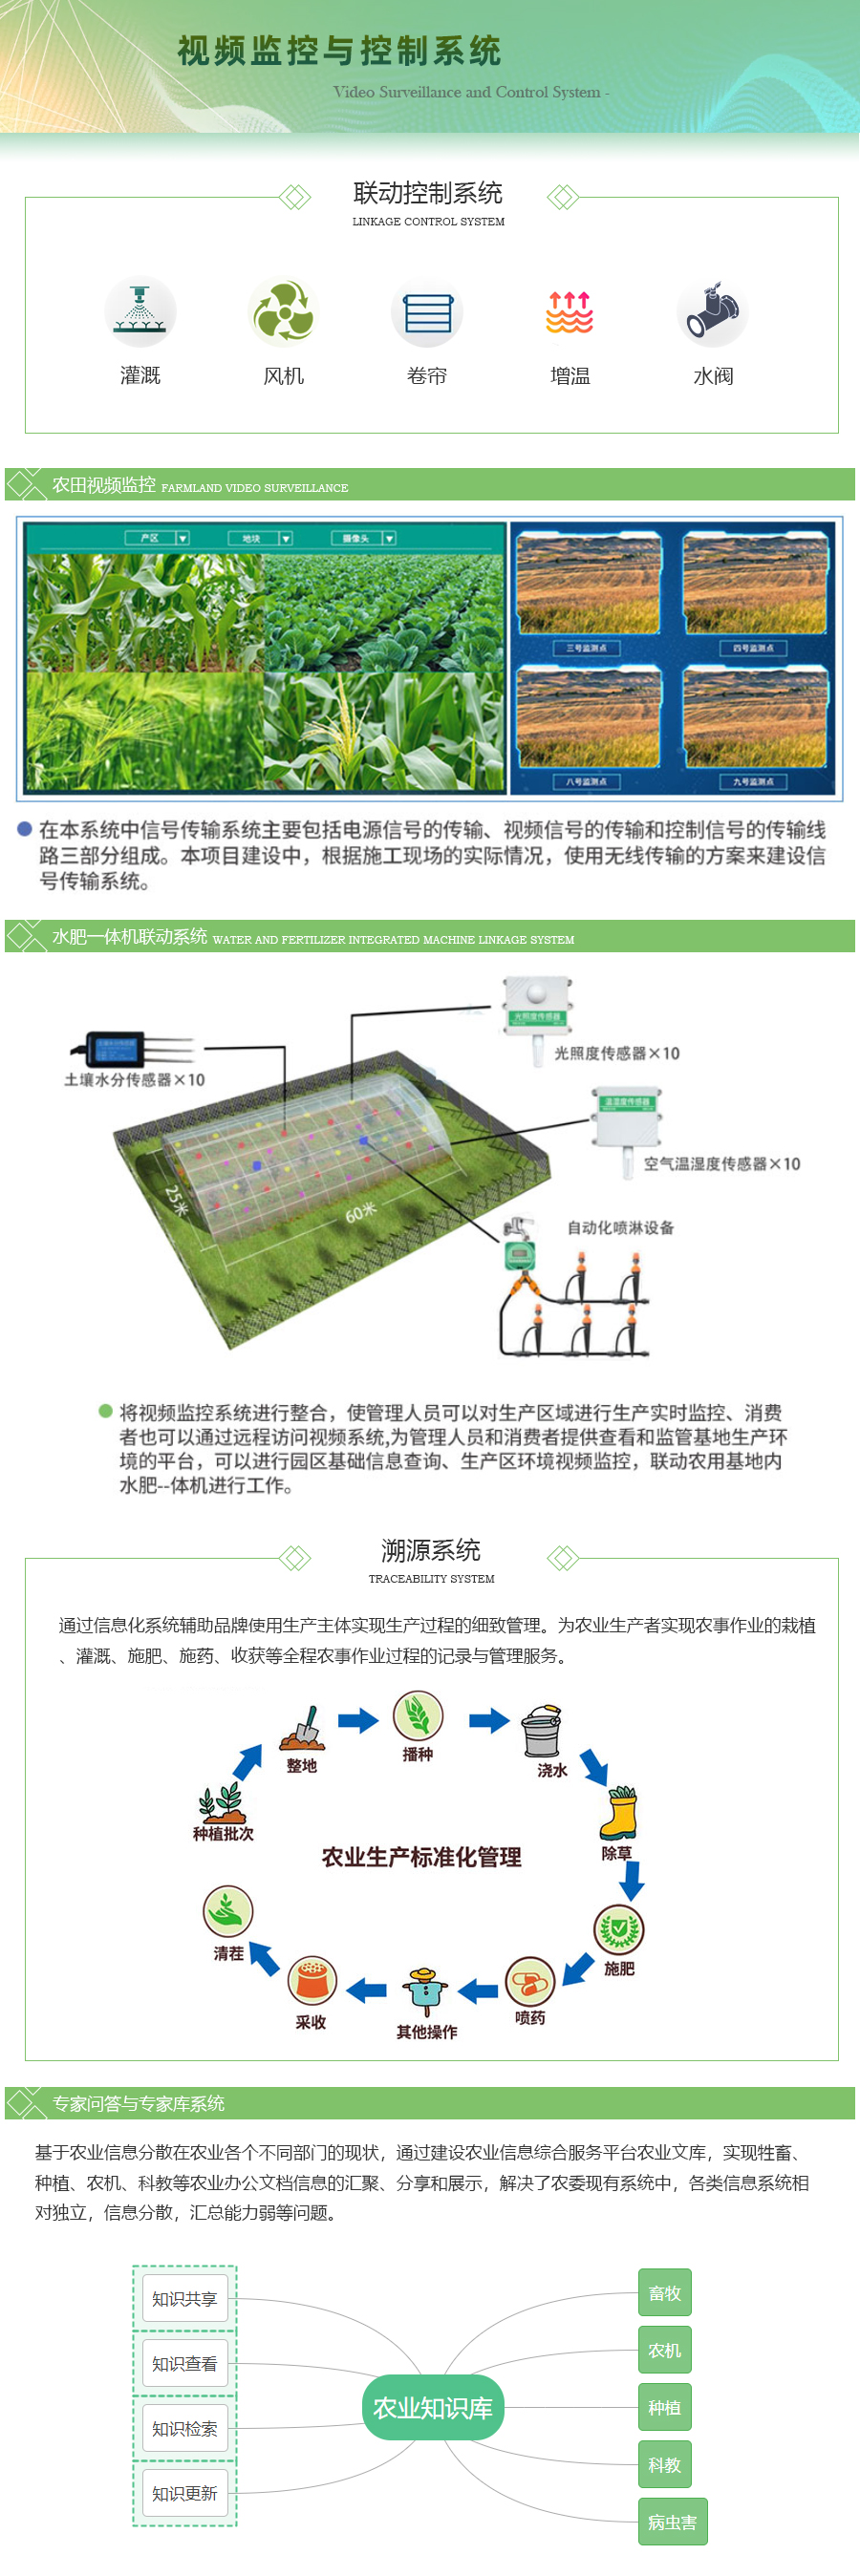 视频监控与控制系统
Video Surveillance and Control System -
联动控制系统
LINKAGE CONTROL SYSTEM
灌溉
风机
卷帘
增温
水阀
农田视频监控 FARMLAND VIDEO SURVEILLANCE
产区
地块
摄像头
三号监测点
四号监测点
八号监测点
九号监测点
在本系统中信号传输系统主要包括电源信号的传输、视频信号的传输和控制信号的传输线
路三部分组成。本项目建设中，根据施工现场的实际情况，使用无线传输的方案来建设信
号传输系统。
水肥一体机联动系统 WATER AND FERTILIZER INTEGRATED MACHINE LINKAGE SYSTEM
光照度传感器
光照度传感器×10
土壤水分传感器
土壤水分传感器×10
温湿度传感器
空气温湿度传感器×10
25米
60米
自动化喷淋设备
将视频监控系统进行整合，使管理人员可以对生产区域进行生产实时监控、消费
者也可以通过远程访问视频系统,为管理人员和消费者提供查看和监管基地生产环
境的平台，可以进行园区基础信息查询、生产区环境视频监控，联动农用基地内
水肥--体机进行工作。
溯源系统
TRACEABILITY SYSTEM
通过信息化系统辅助品牌使用生产主体实现生产过程的细致管理。为农业生产者实现农事作业的栽植
、灌溉、施肥、施药、收获等全程农事作业过程的记录与管理服务。
整地
播种
浇水
种植批次
除草
农业生产标准化管理
清茬
施肥
采收
其他操作
喷药
专家问答与专家库系统
基于农业信息分散在农业各个不同部门的现状，通过建设农业信息综合服务平台农业文库，实现牲畜、
种植、农机、科教等农业办公文档信息的汇聚、分享和展示，解决了农委现有系统中，各类信息系统相
对独立，信息分散，汇总能力弱等问题。
知识共享
知识查看
知识检索
知识更新
农业知识库
畜牧
农机
种植
科教
病虫害